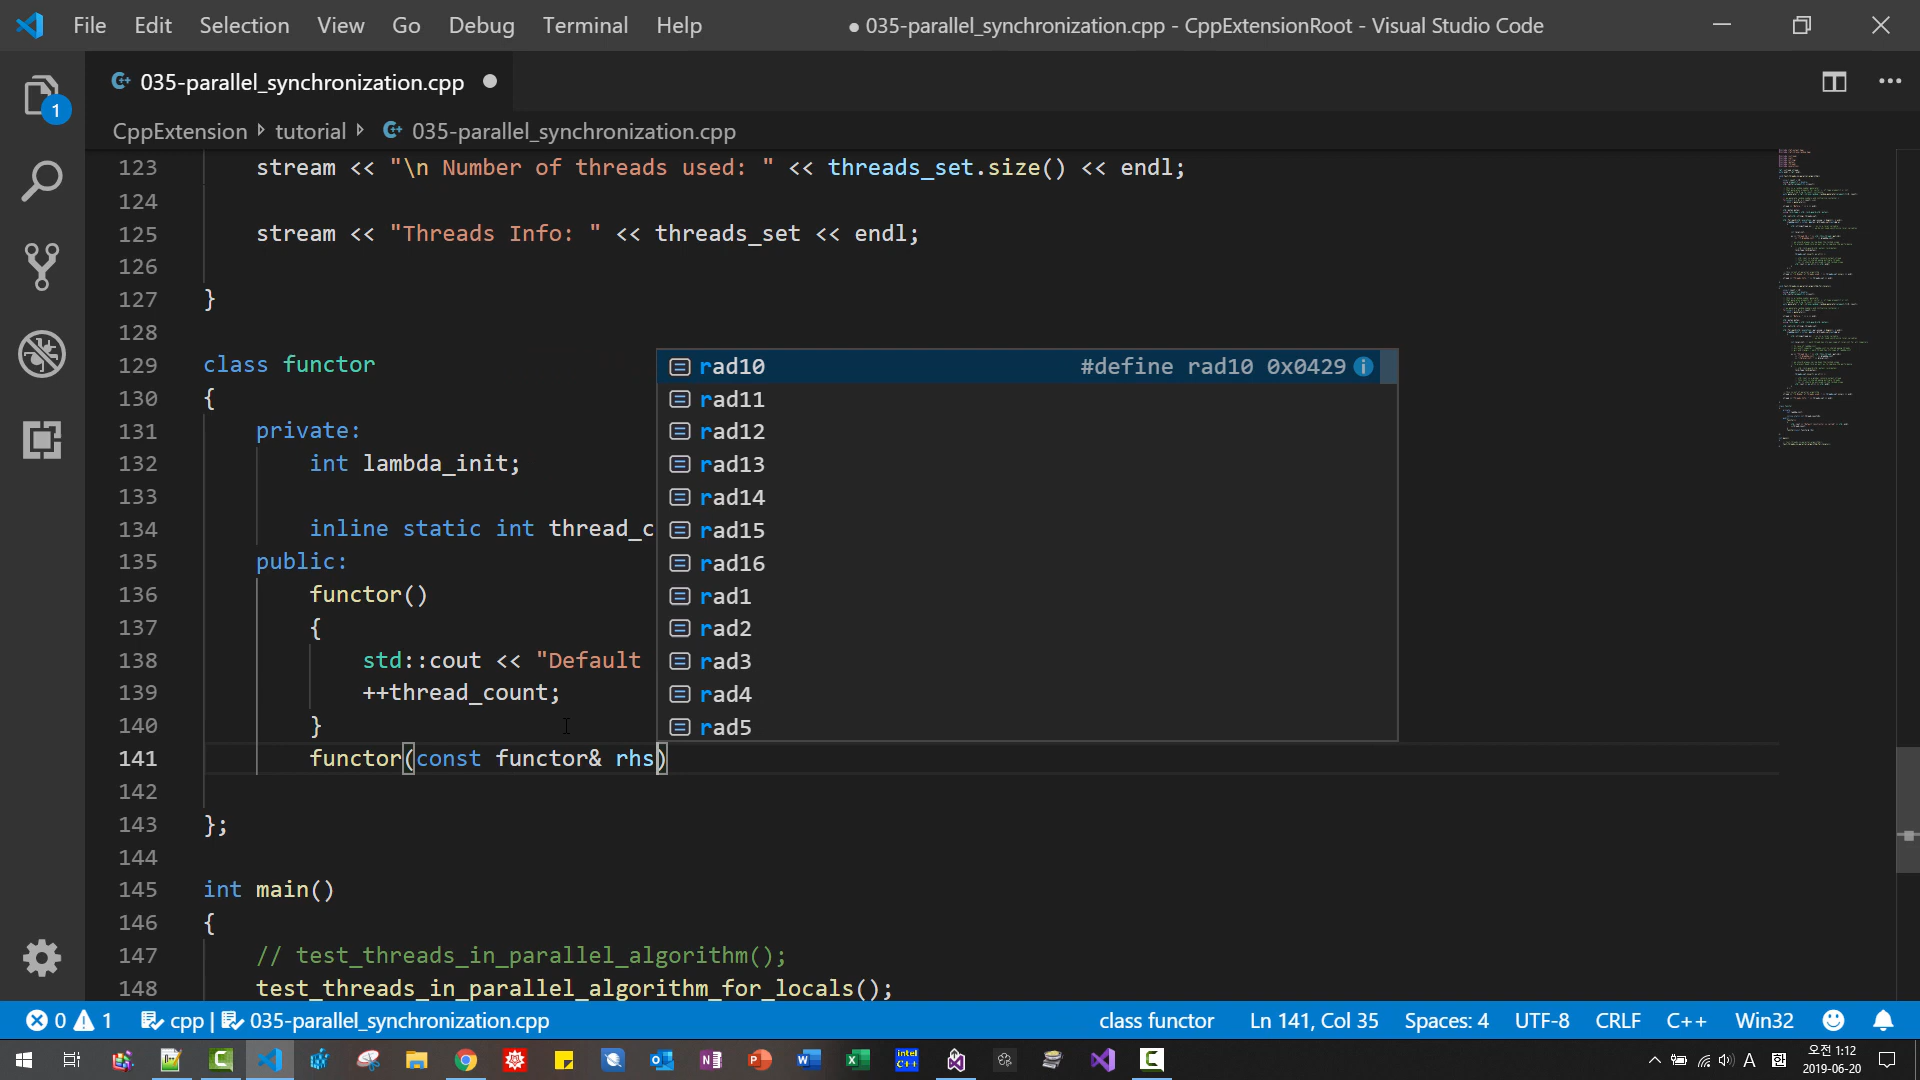 File Edit Selection View Go Debug Terminal Help ● 035-parallel_synchronization.cpp - CppExtensionRoot - Visual Studio Code
035-parallel_synchronization.cpp
CppExtension tutorial 035-parallel_synchronization.cpp
1
123 stream << "\n Number of threads used: " << threads_set.size() << endl;
124
125 stream << "Threads Info: " << threads_set << endl;
126
127 }
128
129 class functor
130 {
131 private:
132 int lambda_init;
133
134 inline static int thread_c
135 public:
136 functor()
137 {
138 std::cout << "Default
139 ++thread_count;
140 }
141 functor(const functor& rhs)
142
143 };
144
145 int main()
146 {
147 // test_threads_in_parallel_algorithm();
148 test_threads_in_parallel_algorithm_for_locals();
rad10 #define rad10 0x0429
rad11
rad12
rad13
rad14
rad15
rad16
rad1
rad2
rad3
rad4
rad5
0 1 cpp | 035-parallel_synchronization.cpp class functor Ln 141, Col 35 Spaces: 4 UTF-8 CRLF C++ Win32
intel C++
A 오전 1:12
2019-06-20